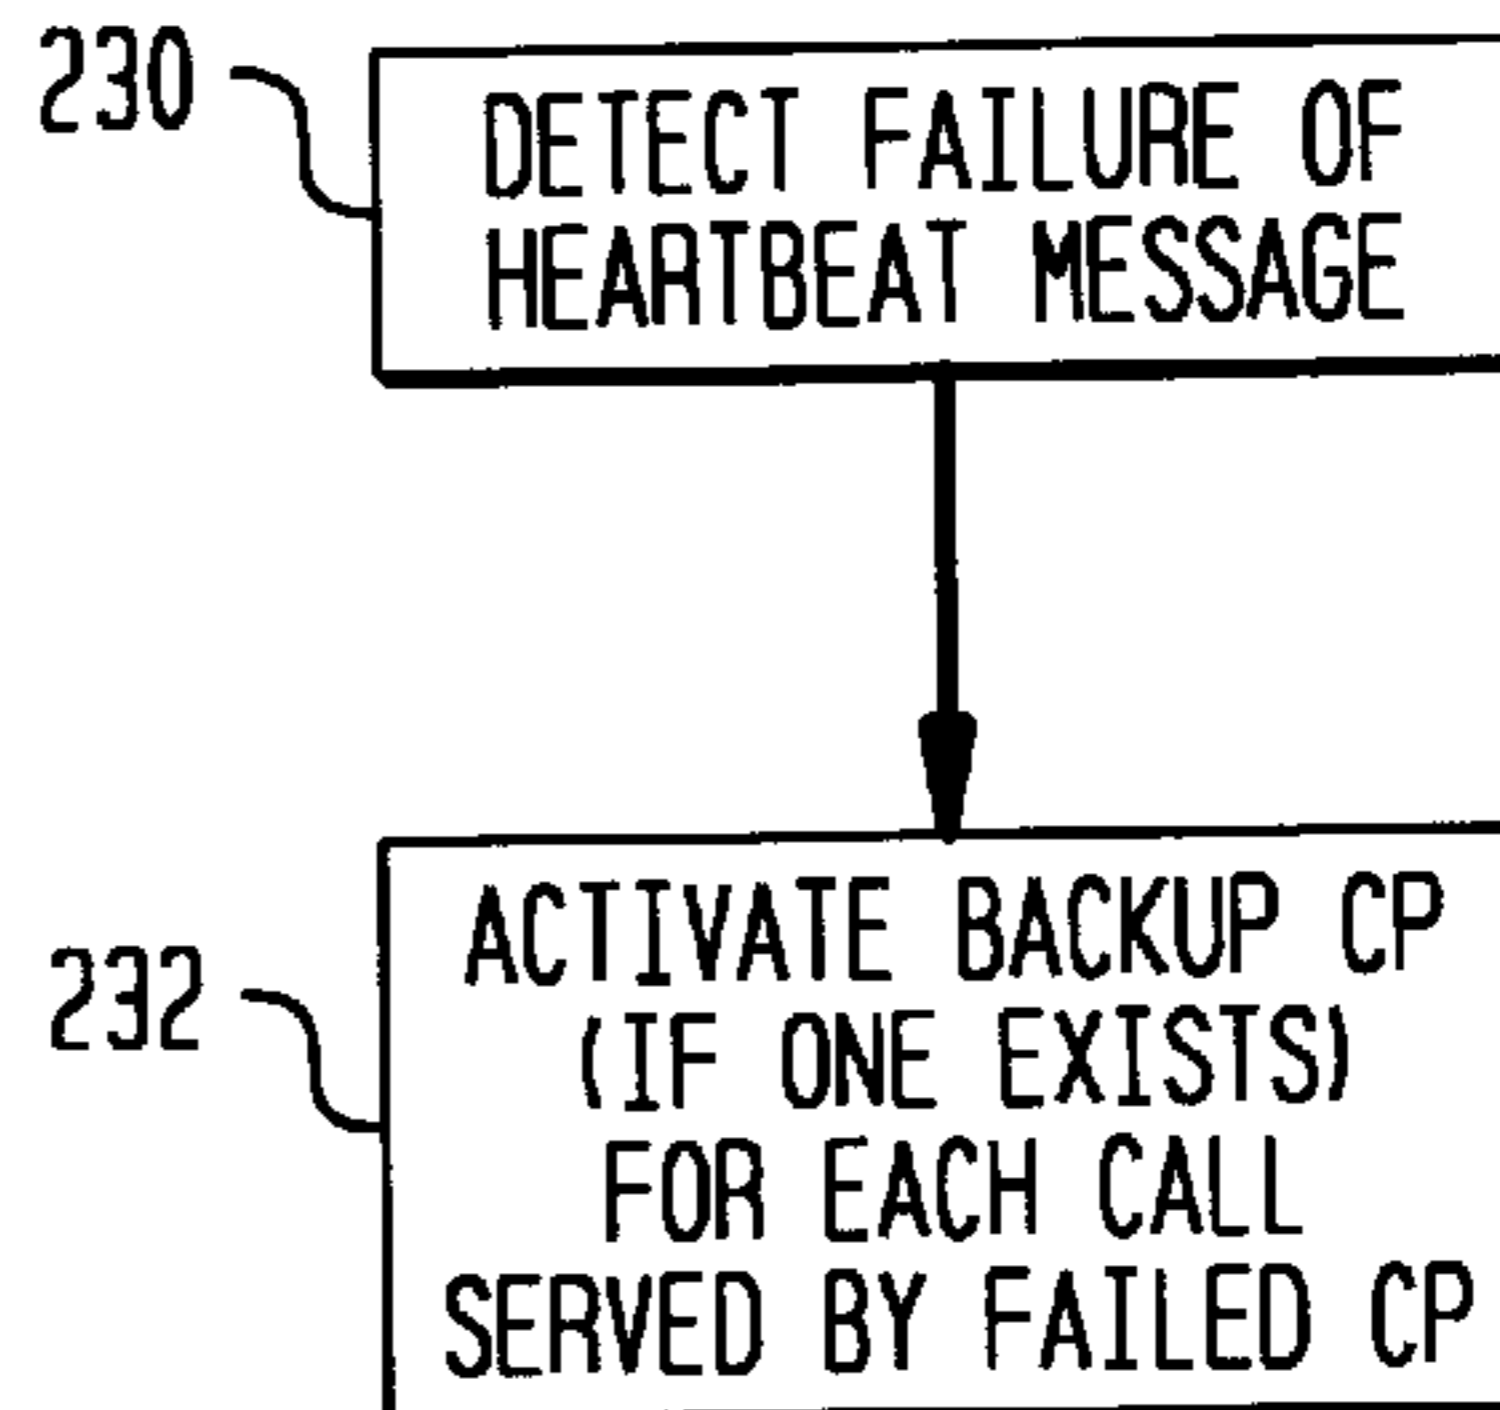 230
DETECT FAILURE OF
HEARTBEAT MESSAGE
232
ACTIVATE BACKUP CP
(IF ONE EXISTS)
FOR EACH CALL
SERVED BY FAILED CP